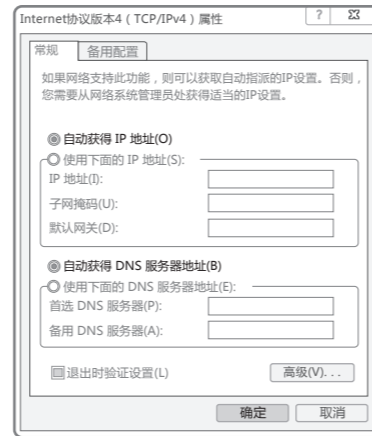 Internet协议版本4（TCP/IPv4）属性
常规 备用配置
如果网络支持此功能，则可以获取自动指派的IP设置。否则，
您需要从网络系统管理员处获得适当的IP设置。
自动获得 IP 地址(O)
使用下面的 IP 地址(S):
IP 地址(I):
子网掩码(U):
默认网关(D):
自动获得 DNS 服务器地址(B)
使用下面的 DNS 服务器地址(E):
首选 DNS 服务器(P):
备用 DNS 服务器(A):
退出时验证设置(L)
高级(V)...
确定 取消